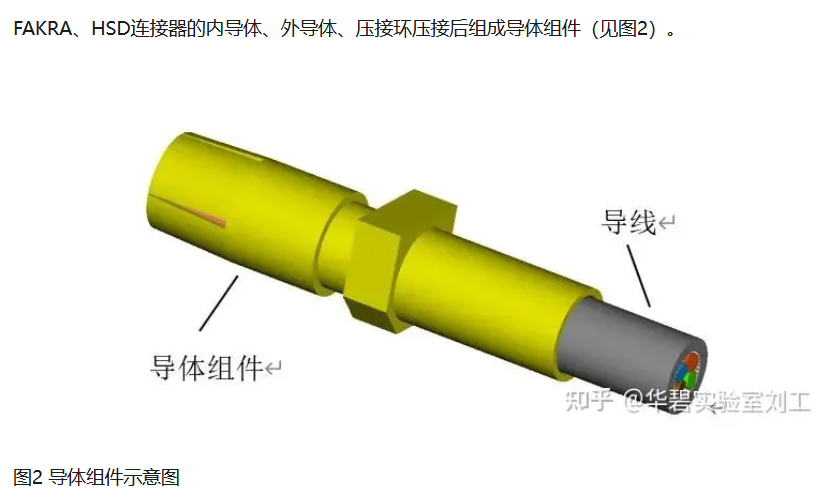 FAKRA、HSD连接器的内导体、外导体、压接环压接后组成导体组件（见图2）。
导线↵
导体组件↵
知乎 @华碧实验室刘工
图2 导体组件示意图